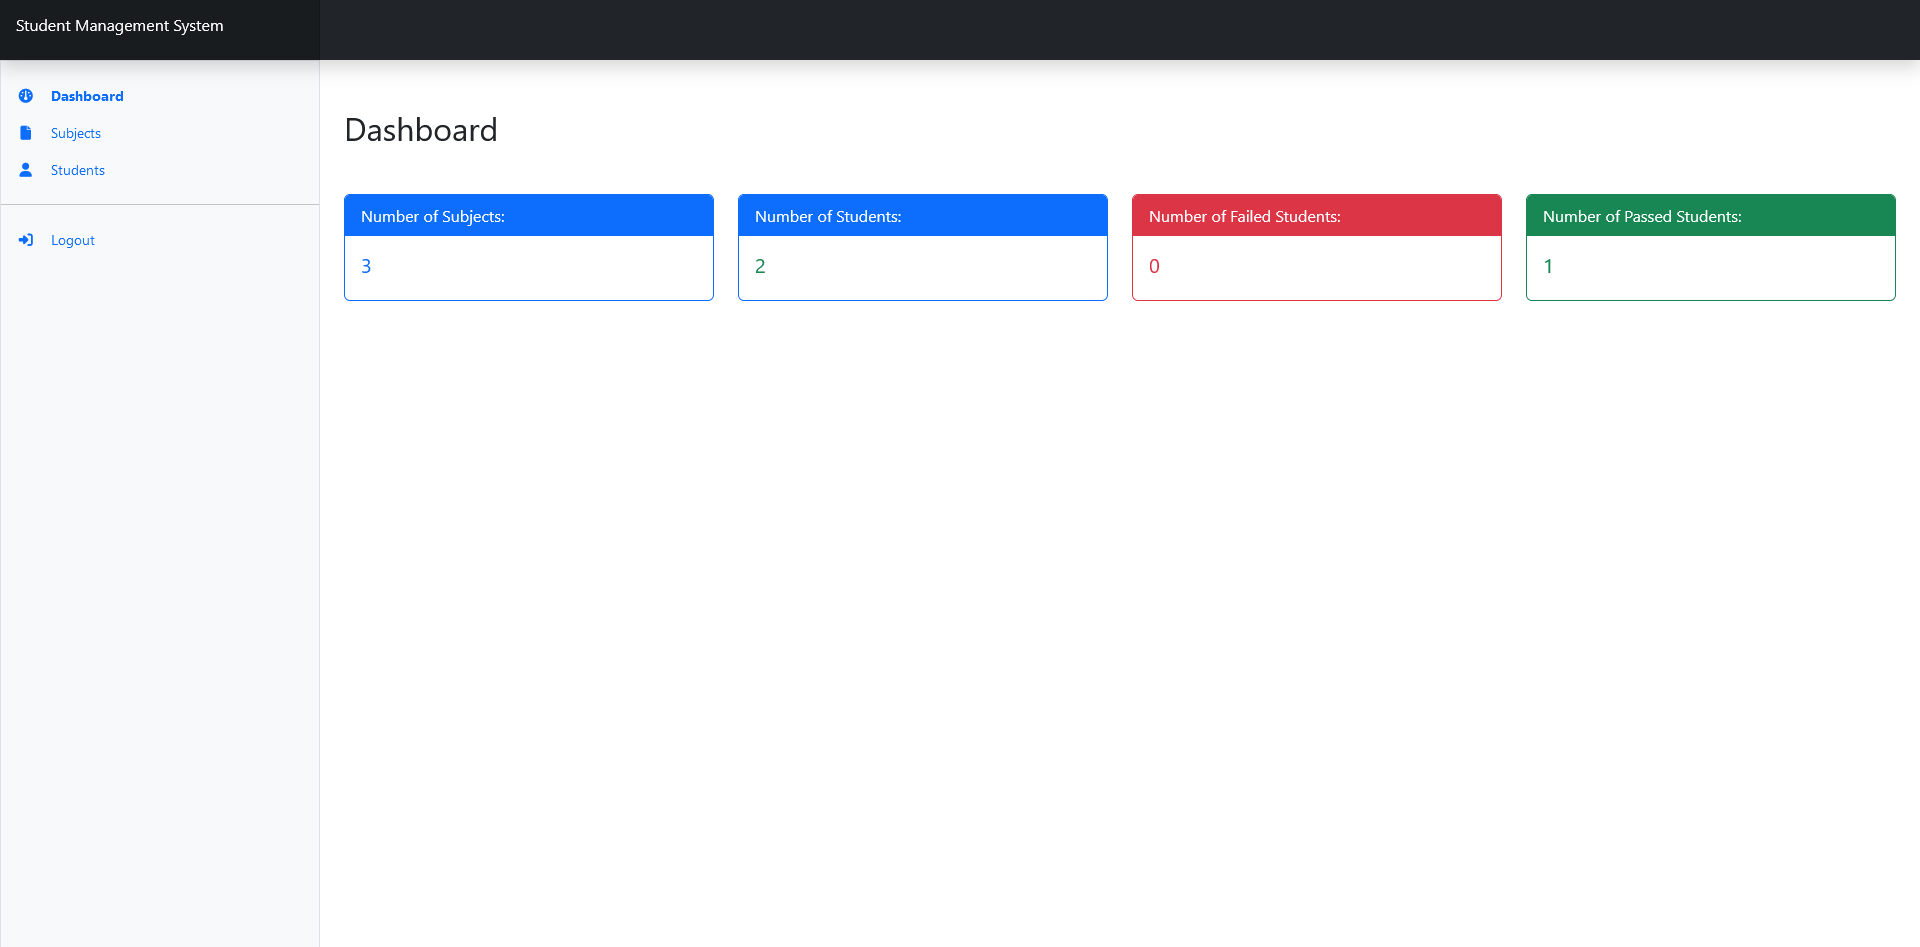 Student Management System
Dashboard
Subjects
Students
Logout
Dashboard
Number of Subjects:
3
Number of Students:
2
Number of Failed Students:
0
Number of Passed Students:
1